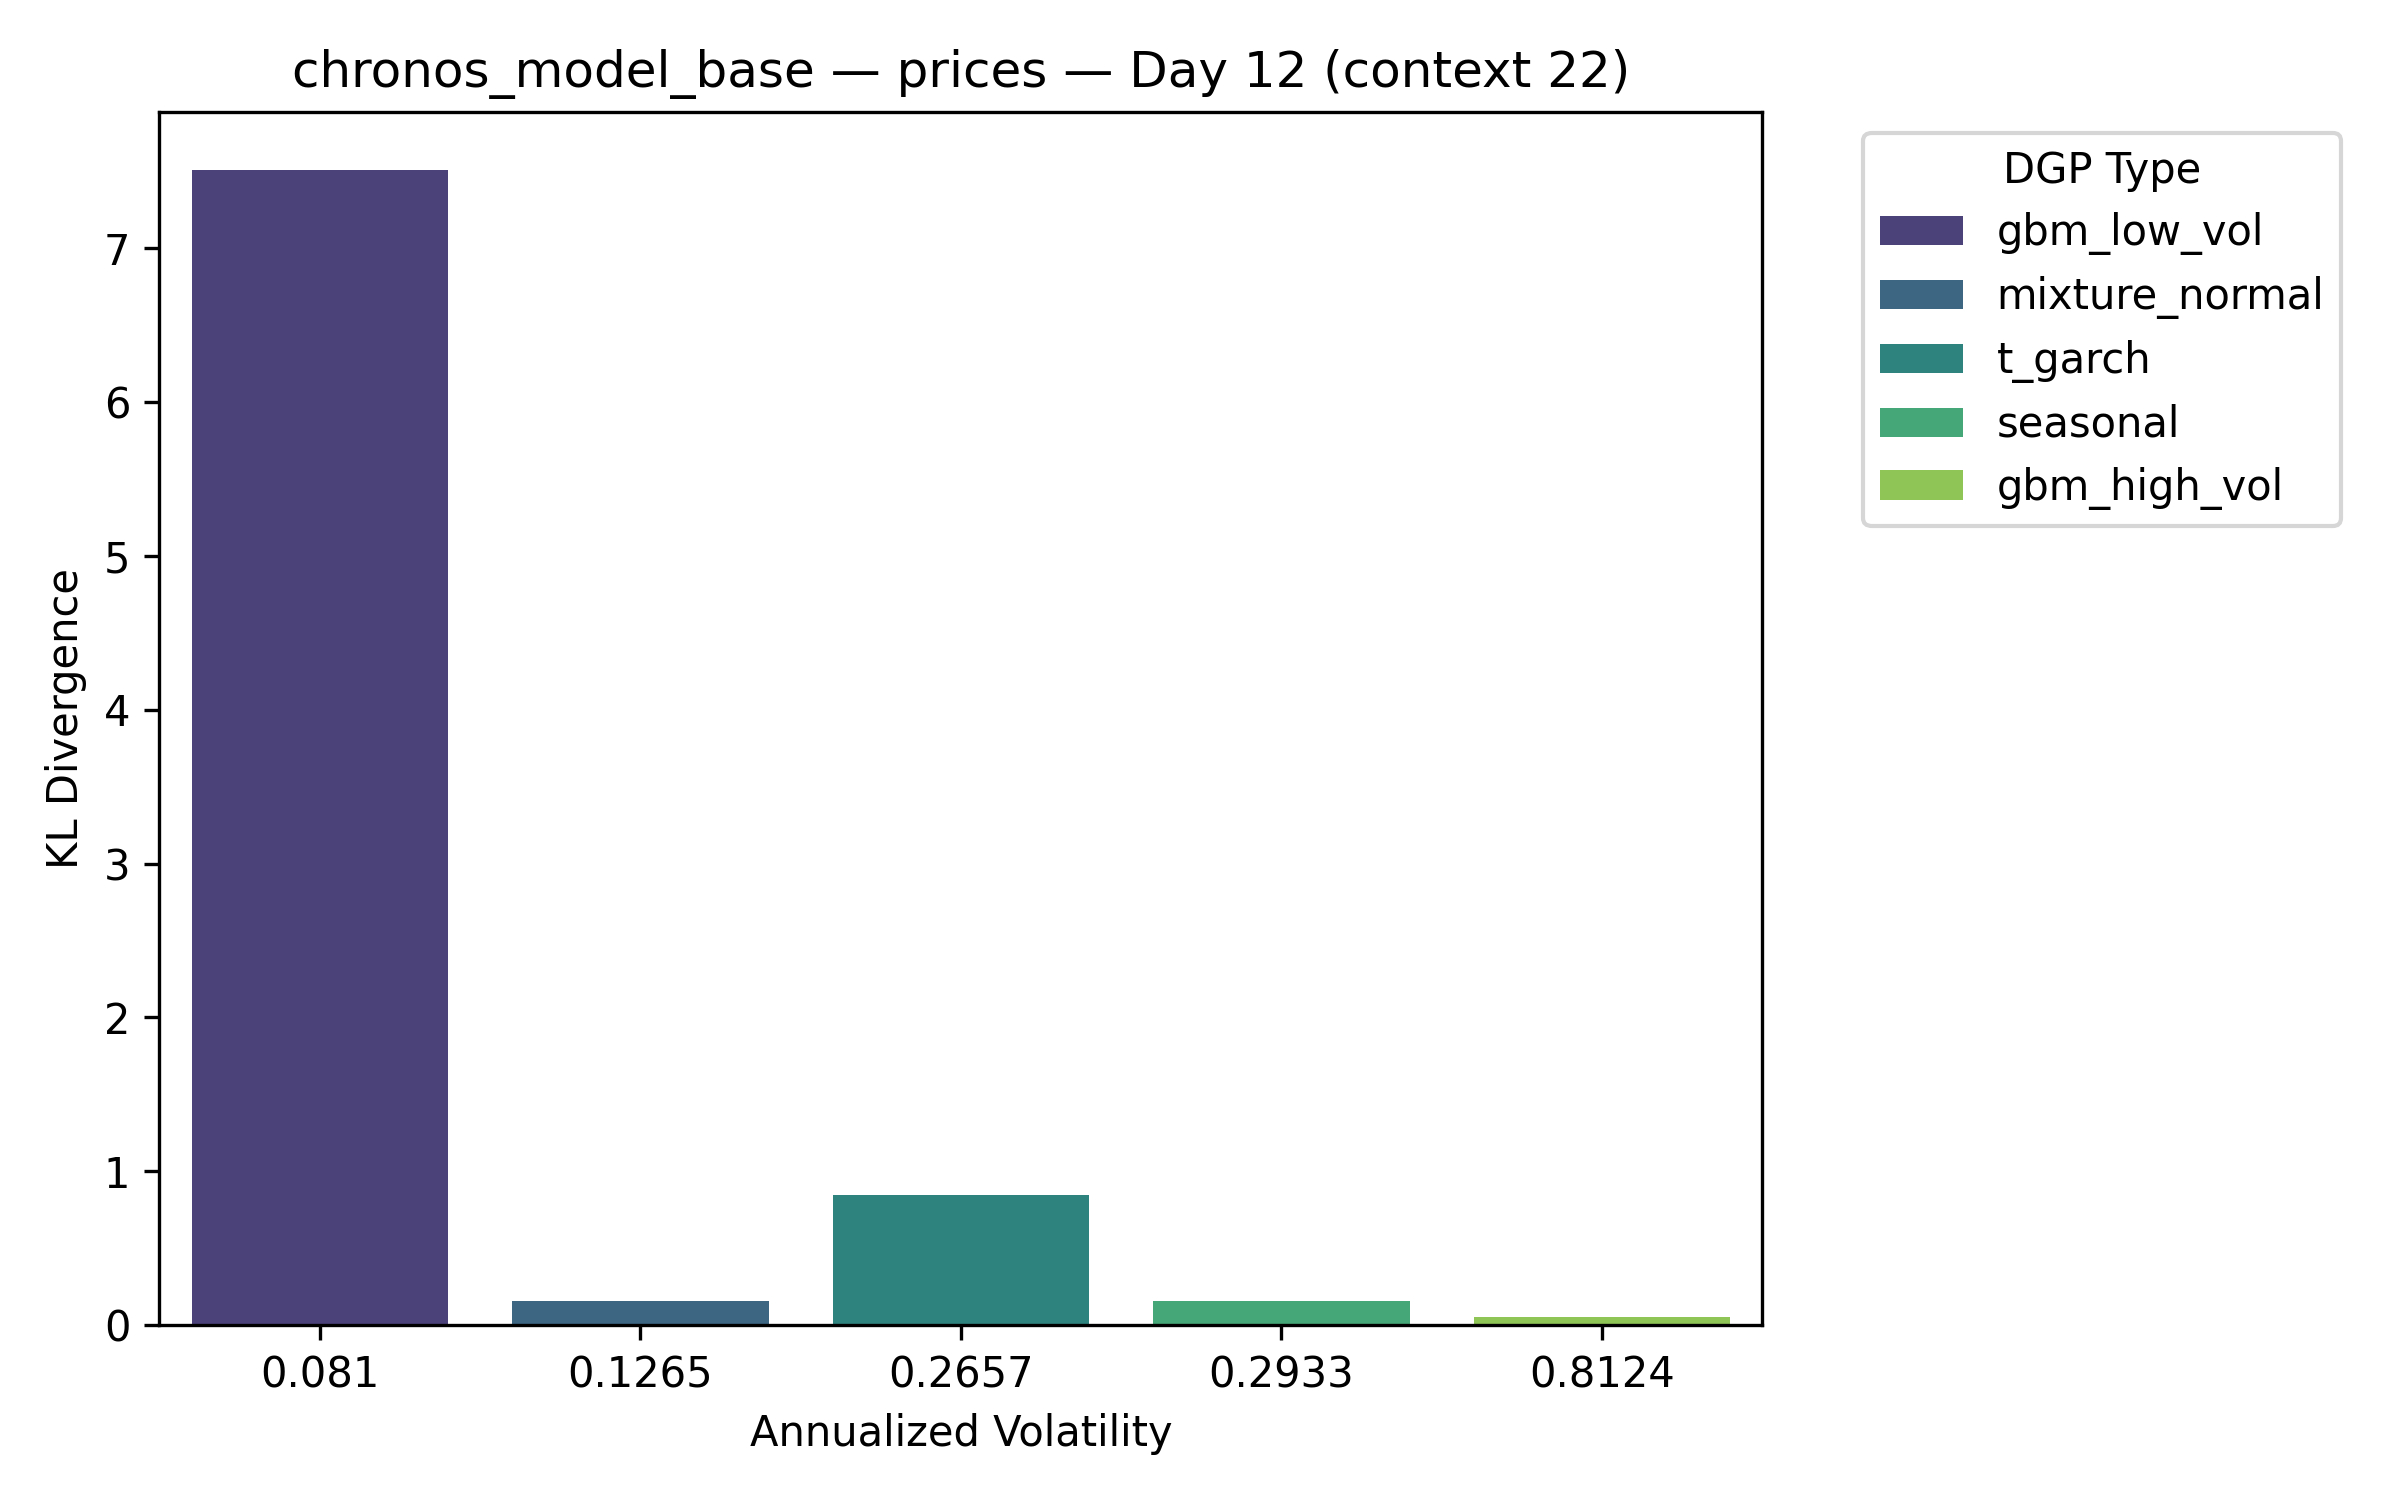 chronos_model_base — prices — Day 12 (context 22)
KL Divergence
7
6
5
4
3
2
1
0
0.081 0.1265 0.2657 0.2933 0.8124
Annualized Volatility
DGP Type
gbm_low_vol
mixture_normal
t_garch
seasonal
gbm_high_vol